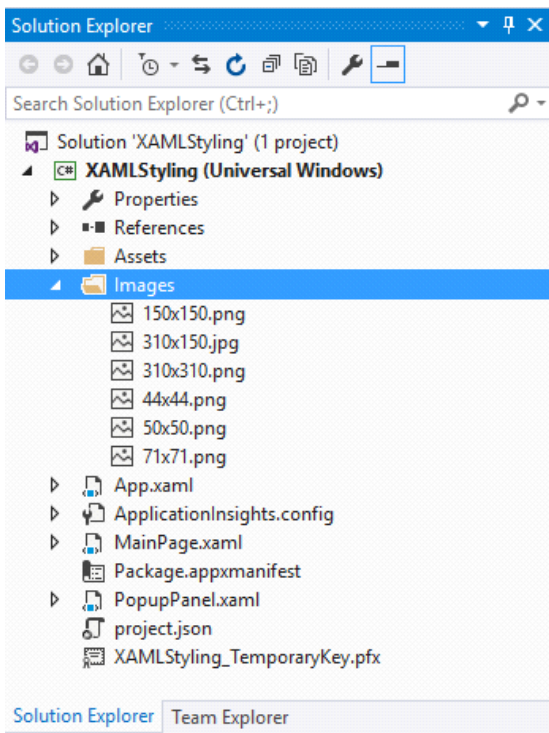 Solution Explorer
Search Solution Explorer (Ctrl+;)
Solution 'XAMLStyling' (1 project)
C# XAMLStyling (Universal Windows)
Properties
References
Assets
Images
150x150.png
310x150.jpg
310x310.png
44x44.png
50x50.png
71x71.png
App.xaml
ApplicationInsights.config
MainPage.xaml
Package.appxmanifest
PopupPanel.xaml
project.json
XAMLStyling_TemporaryKey.pfx
Solution Explorer Team Explorer